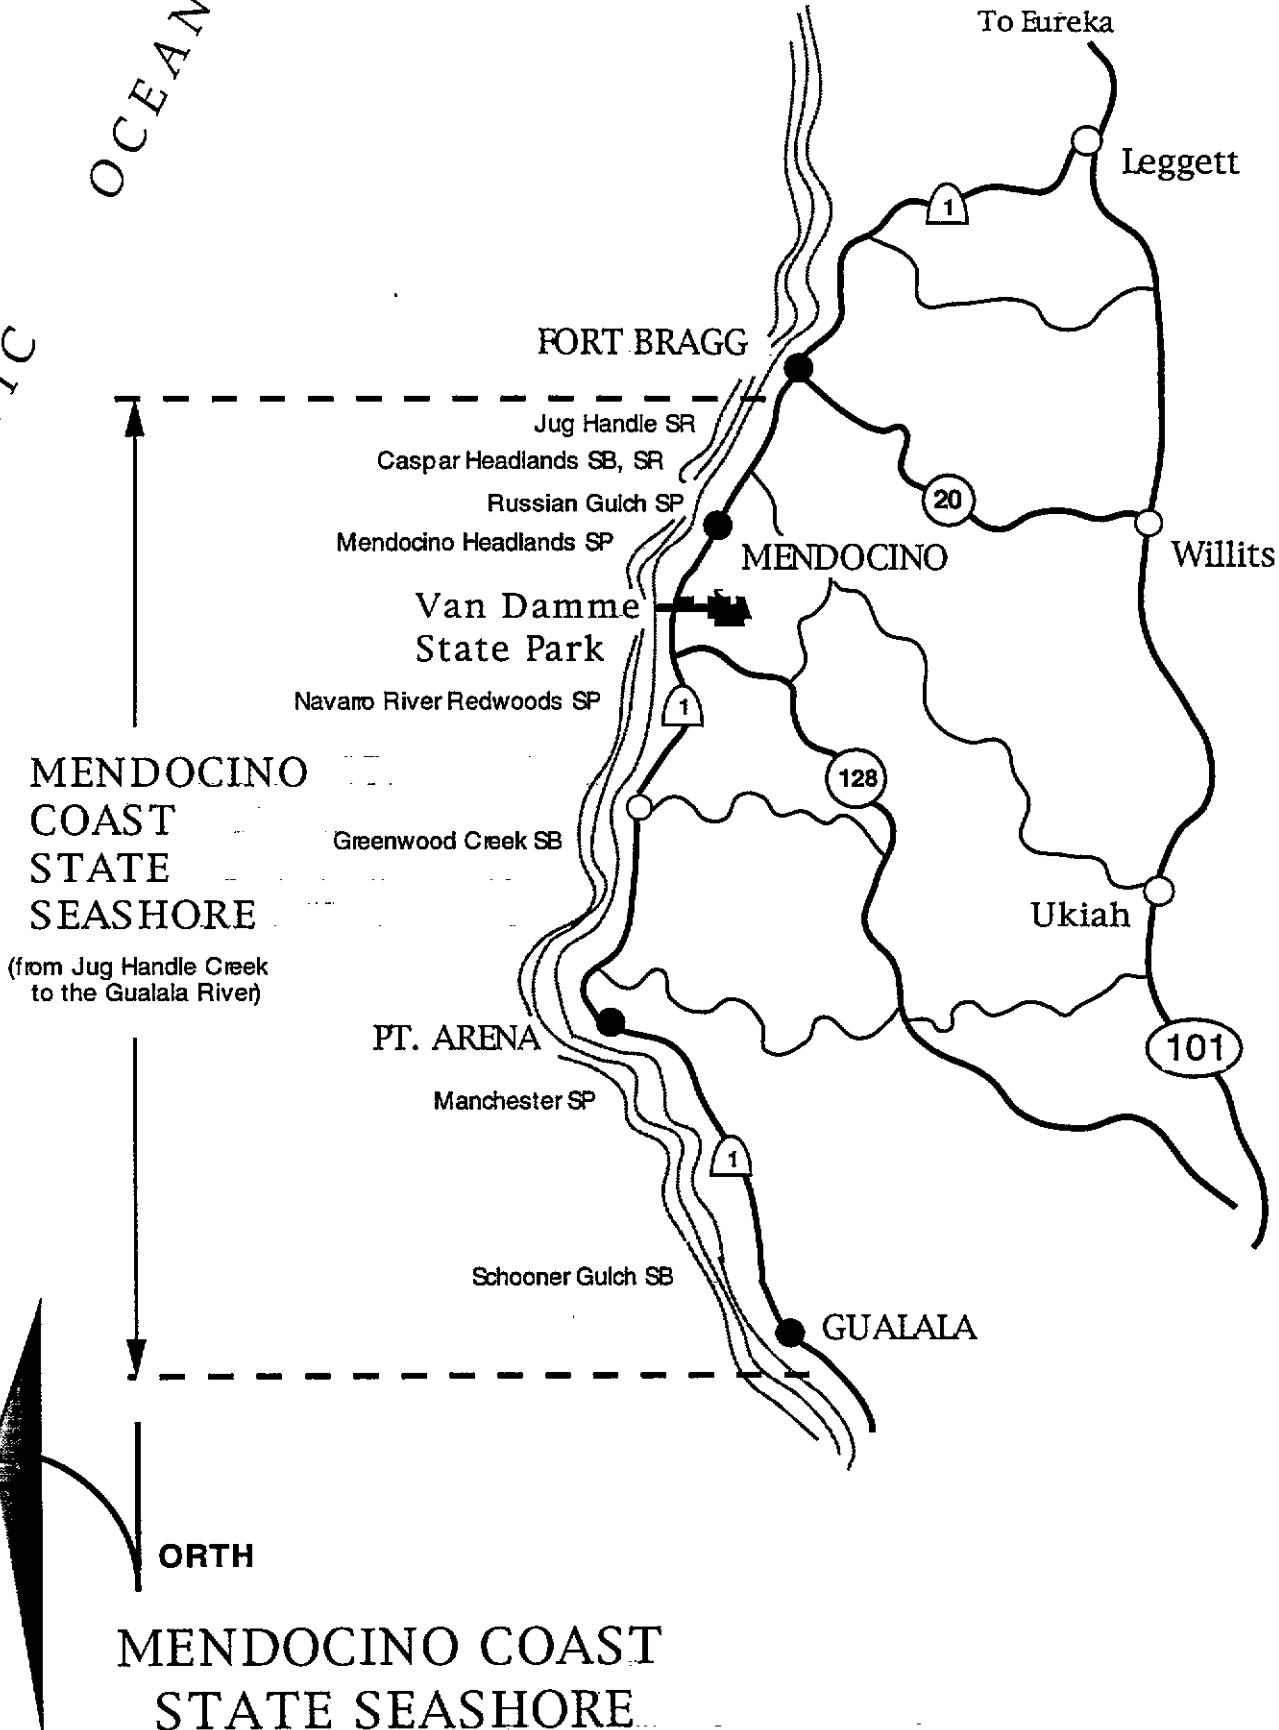 To Eureka
OCEAN
Leggett
1
IC
FORT BRAGG
Jug Handle SR
Caspar Headlands SB, SR
20
Russian Gulch SP
Mendocino Headlands SP
MENDOCINO
Willits
Van Damme
State Park
Navarro River Redwoods SP
1
128
MENDOCINO
COAST
STATE
SEASHORE
(from Jug Handle Creek
to the Gualala River)
Greenwood Creek SB
Ukiah
PT. ARENA
101
Manchester SP
1
Schooner Gulch SB
GUALALA
ORTH
MENDOCINO COAST
STATE SEASHORE